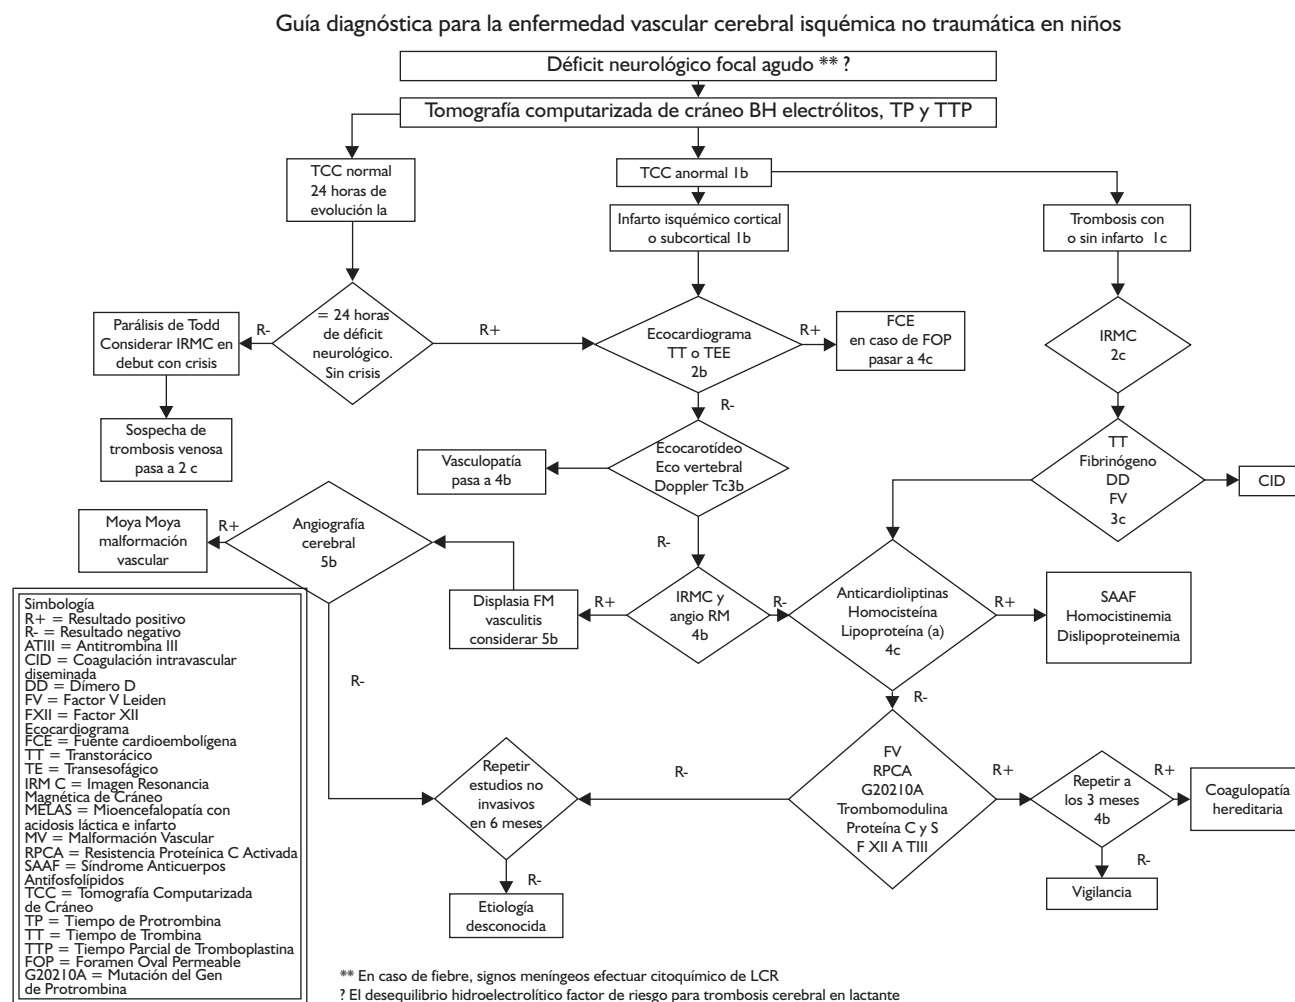 Guía diagnóstica para la enfermedad vascular cerebral isquémica no traumática en niños
Déficit neurológico focal agudo ** ?
Tomografía computarizada de cráneo BH electrólitos, TP y TTP
TCC normal
24 horas de
evolución la
TCC anormal 1b
Infarto isquémico cortical
o subcortical 1b
Trombosis con
o sin infarto 1c
= 24 horas
de déficit
neurológico.
Sin crisis
R-
R+
Parálisis de Todd
Considerar IRMC en
debut con crisis
Sospecha de
trombosis venosa
pasa a 2 c
Ecocardiograma
TT o TEE
2b
R+
R-
FCE
en caso de FOP
pasar a 4c
IRMC
2c
Ecocarotídeo
Eco vertebral
Doppler Tc3b
R-
Vasculopatía
pasa a 4b
TT
Fibrinógeno
DD
FV
3c
CID
Moya Moya
malformación
vascular
R+
Angiografía
cerebral
5b
R-
Displasia FM
vasculitis
considerar 5b
R+
IRMC y
angio RM
4b
R-
Anticardioliptinas
Homocisteína
Lipoproteína (a)
4c
R+
R-
SAAF
Homocistinemia
Dislipoproteinemia
FV
RPCA
G20210A
Trombomodulina
Proteína C y S
F XII A TIII
R-
R+
Repetir
estudios no
invasivos
en 6 meses
R-
Etiología
desconocida
Repetir a
los 3 meses
4b
R+
R-
Coagulopatía
hereditaria
Vigilancia
Simbología
R+ = Resultado positivo
R- = Resultado negativo
ATIII = Antitrombina III
CID = Coagulación intravascular
diseminada
DD = Dímero D
FV = Factor V Leiden
FXII = Factor XII
Ecocardiograma
FCE = Fuente cardioembolígena
TT = Transtorácico
TE = Transesofágico
IRM C = Imagen Resonancia
Magnética de Cráneo
MELAS = Mioencefalopatía con
acidosis láctica e infarto
MV = Malformación Vascular
RPCA = Resistencia Proteínica C Activada
SAAF = Síndrome Anticuerpos
Antifosfolípidos
TCC = Tomografía Computarizada
de Cráneo
TP = Tiempo de Protrombina
TT = Tiempo de Trombina
TTP = Tiempo Parcial de Tromboplastina
FOP = Foramen Oval Permeable
G20210A = Mutación del Gen
de Protrombina
** En caso de fiebre, signos meníngeos efectuar citoquímico de LCR
? El desequilibrio hidroelectrolítico factor de riesgo para trombosis cerebral en lactante